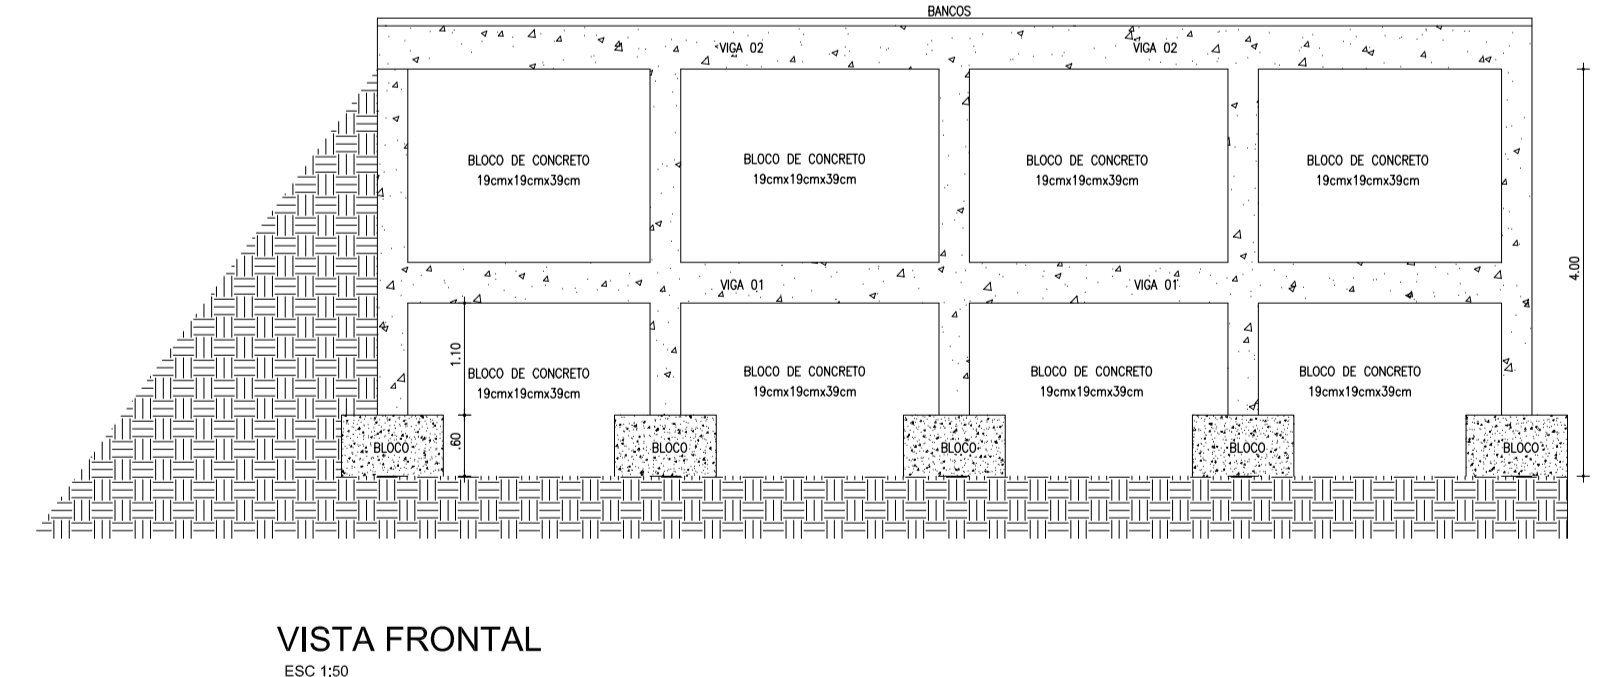 BANCOS
VIGA 02
VIGA 02
BLOCO DE CONCRETO
19cmx19cmx39cm
BLOCO DE CONCRETO
19cmx19cmx39cm
BLOCO DE CONCRETO
19cmx19cmx39cm
BLOCO DE CONCRETO
19cmx19cmx39cm
4.00
VIGA 01
VIGA 01
1.10
BLOCO DE CONCRETO
19cmx19cmx39cm
BLOCO DE CONCRETO
19cmx19cmx39cm
BLOCO DE CONCRETO
19cmx19cmx39cm
BLOCO DE CONCRETO
19cmx19cmx39cm
.60
BLOCO
BLOCO
BLOCO
BLOCO
BLOCO
VISTA FRONTAL
ESC 1:50